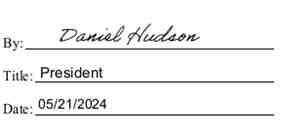 By: Daniel Hudson
Title: President
Date: 05/21/2024